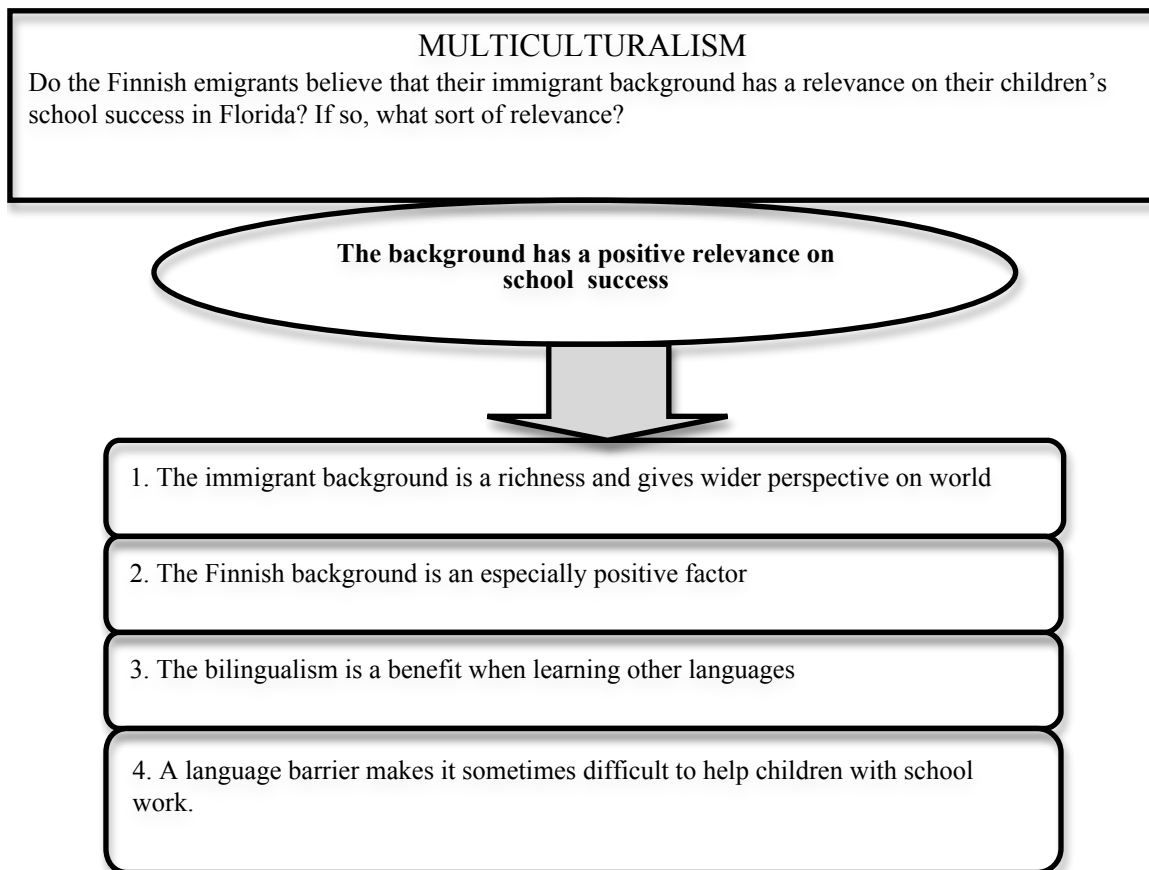 MULTICULTURALISM
Do the Finnish emigrants believe that their immigrant background has a relevance on their children's
school success in Florida? If so, what sort of relevance?
The background has a positive relevance on
school success
1. The immigrant background is a richness and gives wider perspective on world
2. The Finnish background is an especially positive factor
3. The bilingualism is a benefit when learning other languages
4. A language barrier makes it sometimes difficult to help children with school
work.